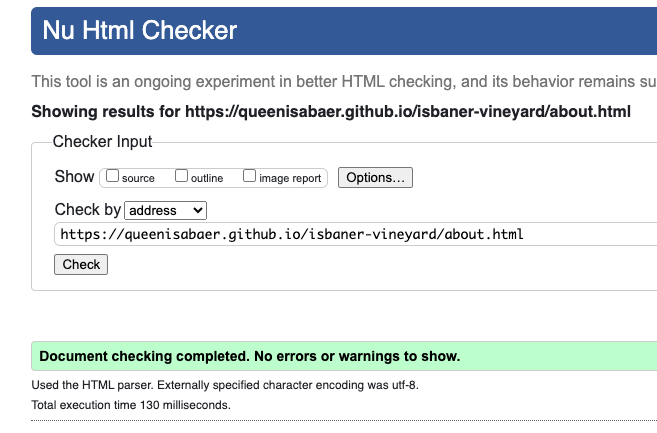 Nu Html Checker
This tool is an ongoing experiment in better HTML checking, and its behavior remains su
Showing results for https://queenisabaer.github.io/isbaner-vineyard/about.html
Checker Input
Show source outline image report Options...
Check by address
https://queenisabaer.github.io/isbaner-vineyard/about.html
Check
Document checking completed. No errors or warnings to show.
Used the HTML parser. Externally specified character encoding was utf-8.
Total execution time 130 milliseconds.